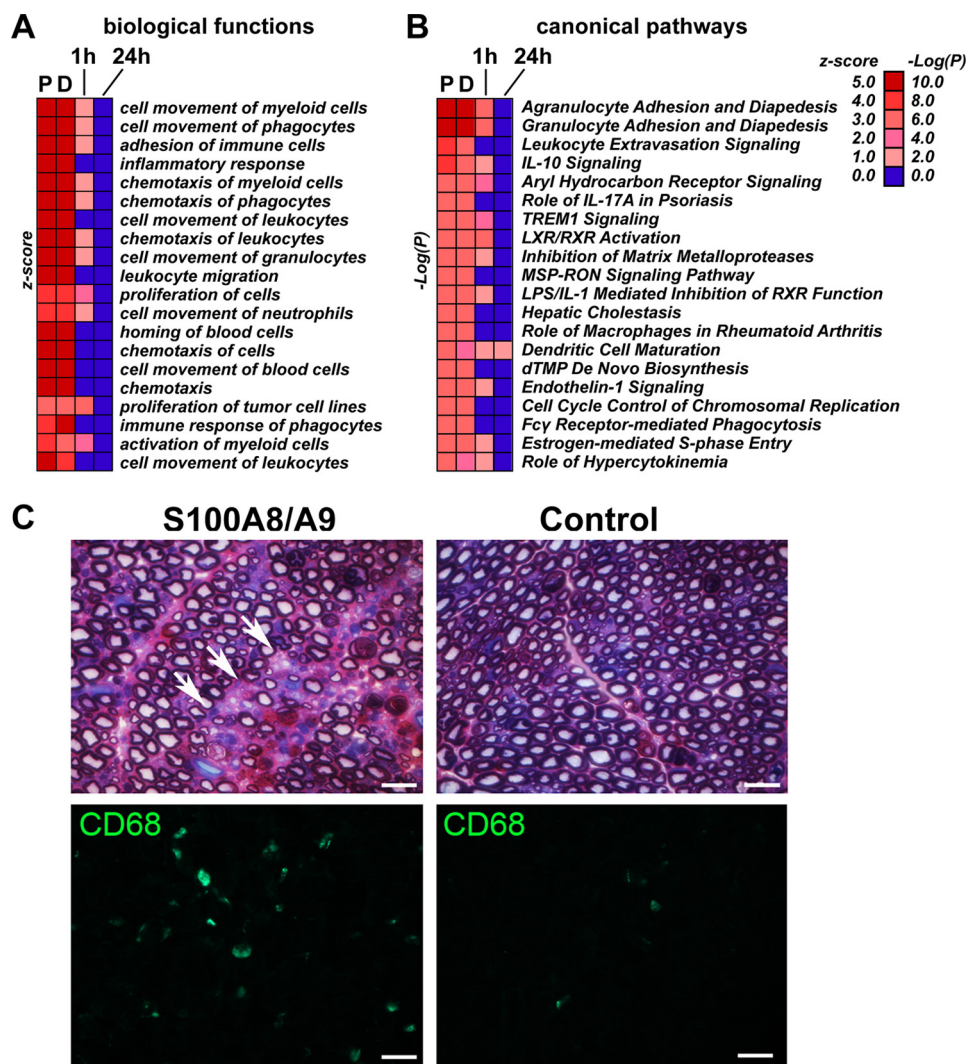 A biological functions
1h
24h
P D
cell movement of myeloid cells
cell movement of phagocytes
adhesion of immune cells
inflammatory response
chemotaxis of myeloid cells
chemotaxis of phagocytes
cell movement of leukocytes
chemotaxis of leukocytes
cell movement of granulocytes
leukocyte migration
proliferation of cells
cell movement of neutrophils
homing of blood cells
chemotaxis of cells
cell movement of blood cells
chemotaxis
proliferation of tumor cell lines
immune response of phagocytes
activation of myeloid cells
cell movement of leukocytes
z-score
B canonical pathways
1h
24h
P D
Agranulocyte Adhesion and Diapedesis
Granulocyte Adhesion and Diapedesis
Leukocyte Extravasation Signaling
IL-10 Signaling
Aryl Hydrocarbon Receptor Signaling
Role of IL-17A in Psoriasis
TREM1 Signaling
LXR/RXR Activation
Inhibition of Matrix Metalloproteases
MSP-RON Signaling Pathway
LPS/IL-1 Mediated Inhibition of RXR Function
Hepatic Cholestasis
Role of Macrophages in Rheumatoid Arthritis
Dendritic Cell Maturation
dTMP De Novo Biosynthesis
Endothelin-1 Signaling
Cell Cycle Control of Chromosomal Replication
Fcγ Receptor-mediated Phagocytosis
Estrogen-mediated S-phase Entry
Role of Hypercytokinemia
-Log(P)
z-score -Log(P)
5.0 10.0
4.0 8.0
3.0 6.0
2.0 4.0
1.0 2.0
0.0 0.0
C S100A8/A9 Control
CD68 CD68